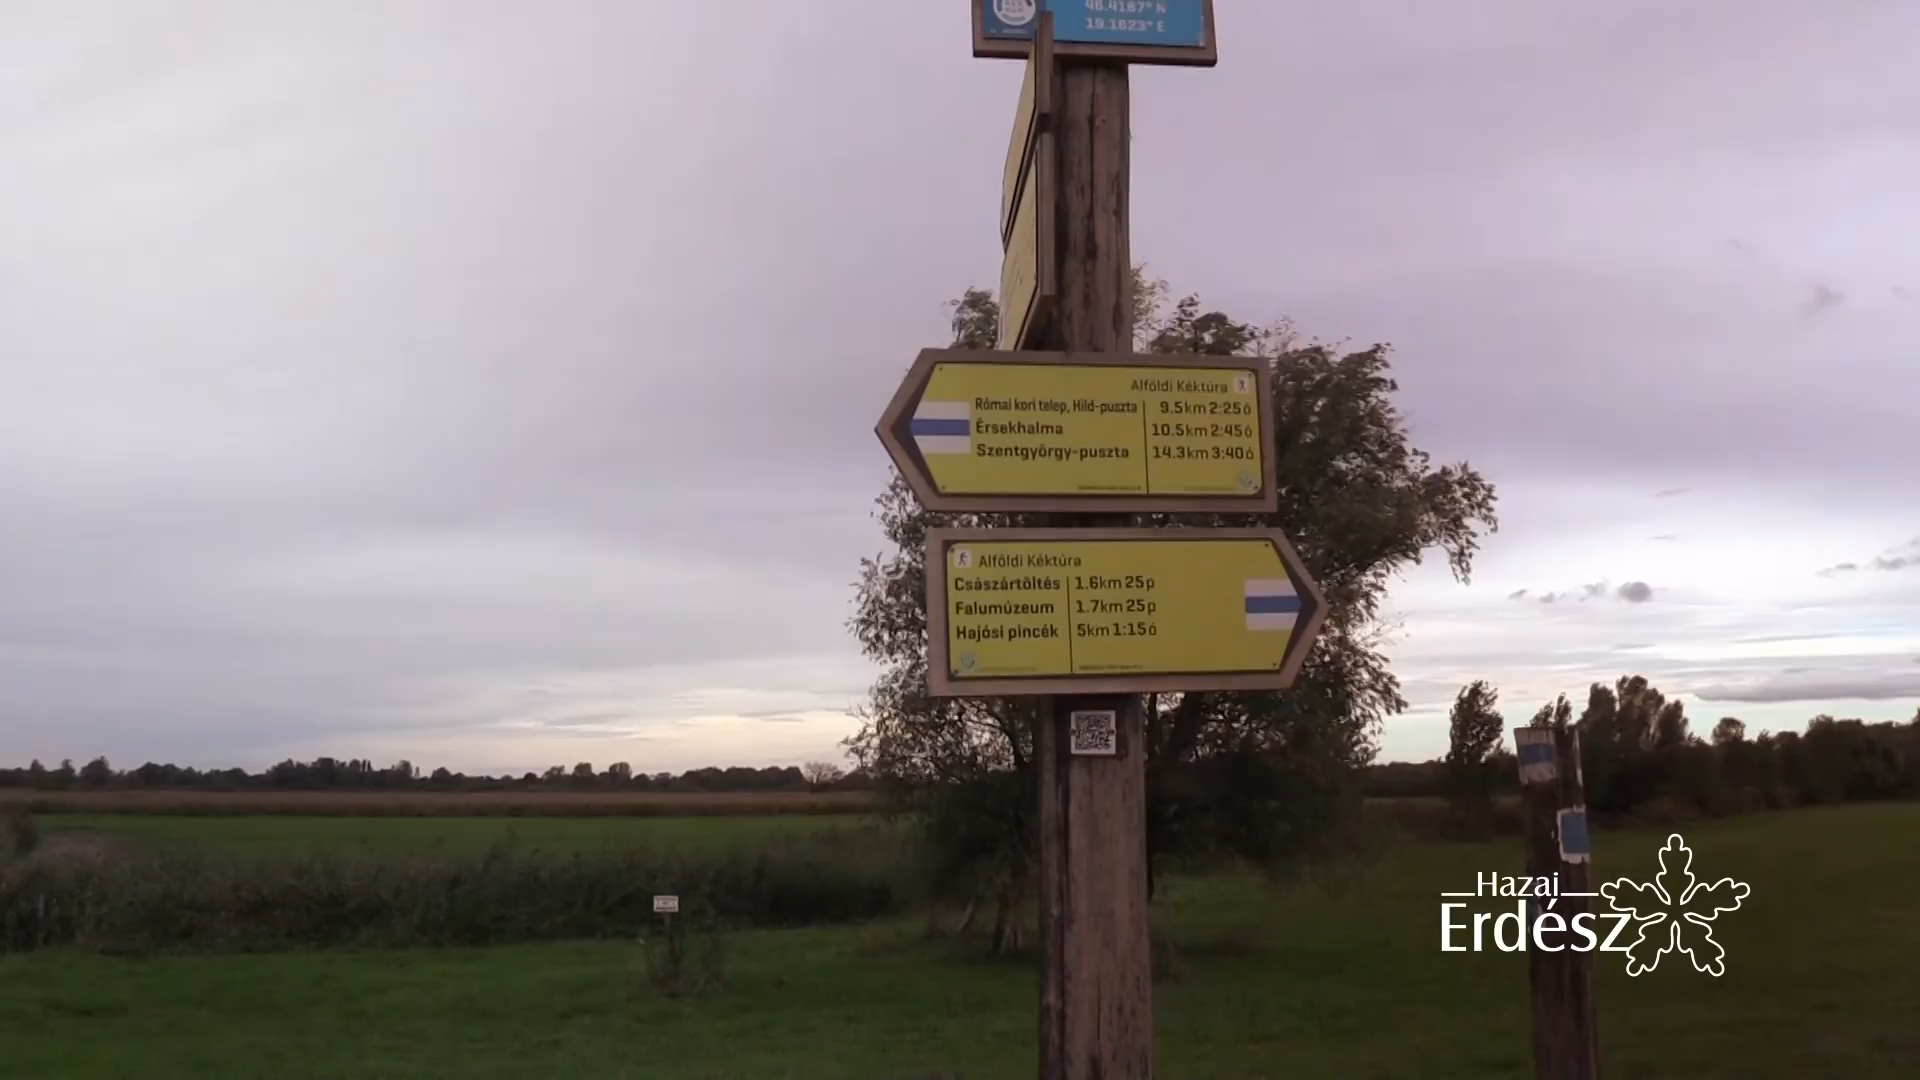 46.4187° N
19.1623° E
Alföldi Kéktúra
Római kori telep, Hild-puszta 9.5km 2:25ó
Érsekhalma 10.5km 2:45ó
Szentgyörgy-puszta 14.3km 3:40ó
Alföldi Kéktúra
Császártöltés 1.6km 25p
Falumúzeum 1.7km 25p
Hajósi pincék 5km 1:15ó
Hazai
Erdész